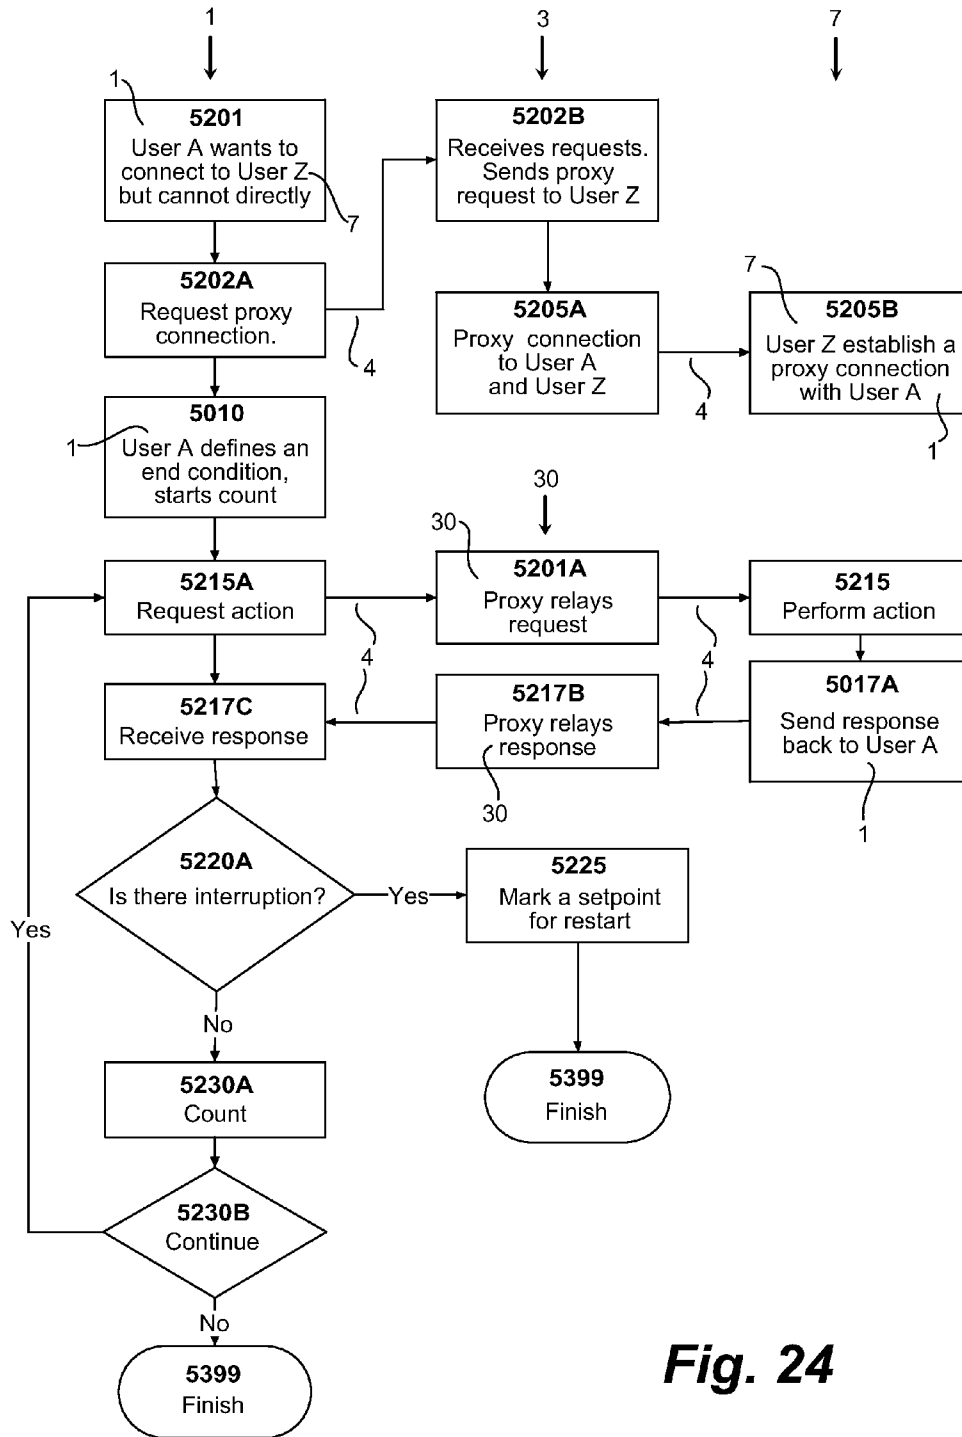 1
3
7
1
5201
User A wants to
connect to User Z
but cannot directly
7
5202B
Receives requests.
Sends proxy
request to User Z
5202A
Request proxy
connection.
4
5205A
Proxy connection
to User A
and User Z
4
7
5205B
User Z establish a
proxy connection
with User A
1
1
5010
User A defines an
end condition,
starts count
30
30
5215A
Request action
4
5201A
Proxy relays
request
4
5215
Perform action
5217C
Receive response
5217B
Proxy relays
response
30
5017A
Send response
back to User A
1
5220A
Is there interruption?
Yes
5225
Mark a setpoint
for restart
Yes
No
5399
Finish
5230A
Count
5230B
Continue
No
5399
Finish
Fig. 24